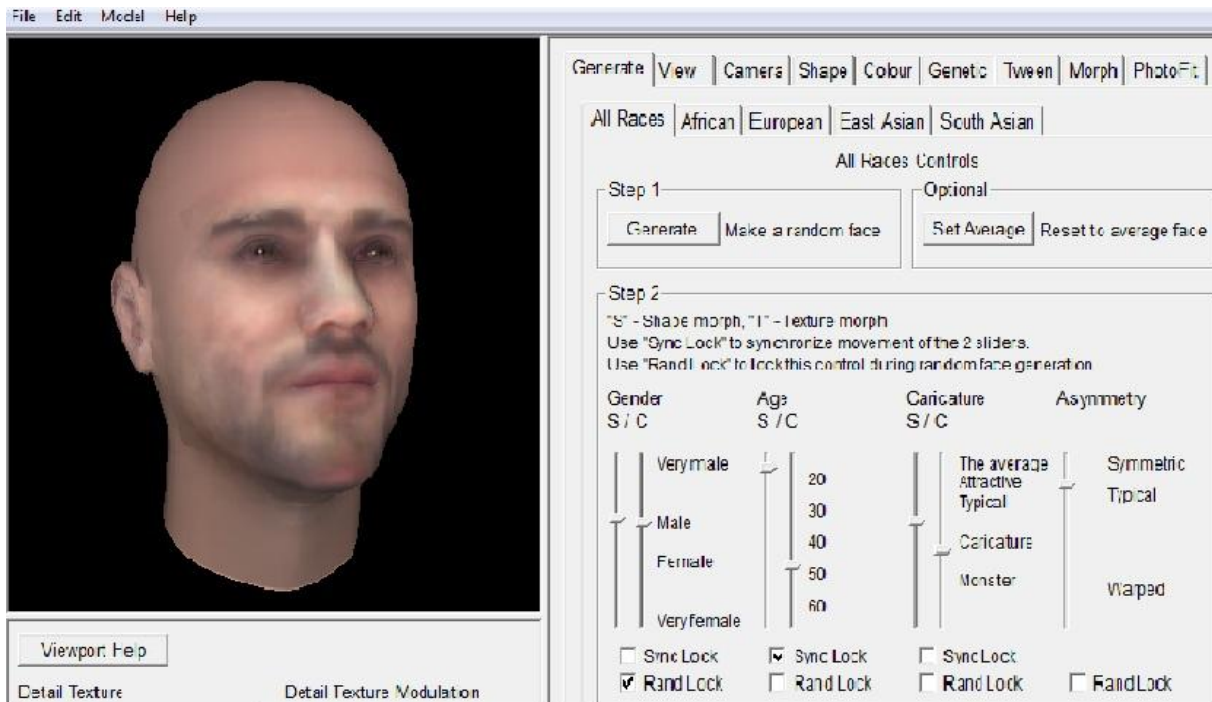 File Edit Model Help
Generate View Camera Shape Colour Genetic Tween Morph PhotoFit
All Races African European East Asian South Asian
All Races Controls
Step 1
Optional
Generate Make a random face
Set Average Reset to average face
Step 2
"S" - Shape morph, "T" - Texture morph
Use "Sync Lock" to synchronize movement of the 2 sliders.
Use "Rand Lock" to lock this control during random face generation
Gender Age Caricature Asymmetry
S / C S / C S / C
Very male 20 The average Symmetric
Attractive
30 Typical Typical
Male
40 Caricature
Female
50 Monster Warped
60
Very female
Sync Lock Sync Lock Sync Lock
Rand Lock Rand Lock Rand Lock Rand Lock
Viewport Help
Detail Texture Detail Texture Modulation